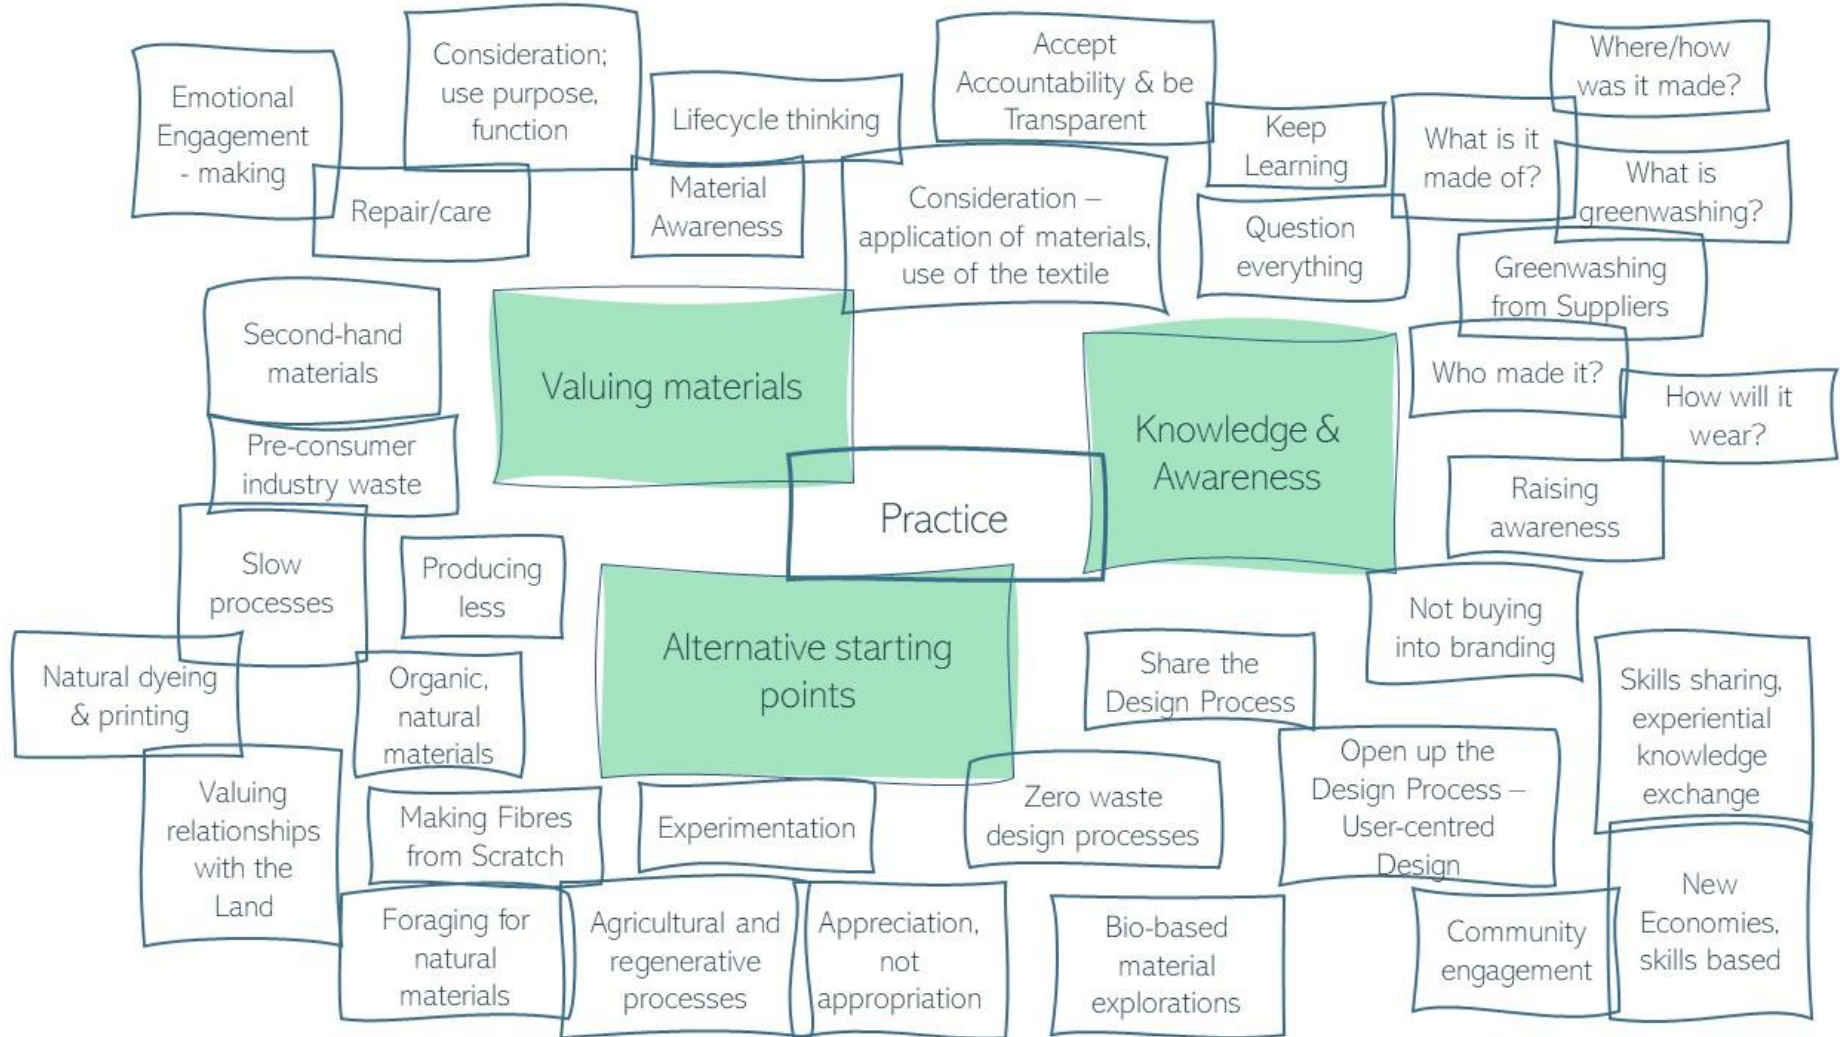 Emotional
Engagement
- making
Consideration;
use purpose,
function
Lifecycle thinking
Accept
Accountability & be
Transparent
Keep
Learning
What is it
made of?
Where/how
was it made?
What is
greenwashing?
Repair/care
Material
Awareness
Consideration –
application of materials,
use of the textile
Question
everything
Greenwashing
from Suppliers
Second-hand
materials
Valuing materials
Knowledge &
Awareness
Who made it?
How will it
wear?
Pre-consumer
industry waste
Practice
Raising
awareness
Slow
processes
Producing
less
Alternative starting
points
Not buying
into branding
Share the
Design Process
Natural dyeing
& printing
Organic,
natural
materials
Skills sharing,
experiential
knowledge
exchange
Valuing
relationships
with the
Land
Making Fibres
from Scratch
Experimentation
Zero waste
design processes
Open up the
Design Process –
User-centred
Design
Foraging for
natural
materials
Agricultural and
regenerative
processes
Appreciation,
not
appropriation
Bio-based
material
explorations
Community
engagement
New
Economies,
skills based